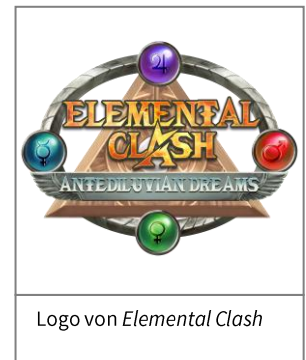 ELEMENTAL
CLASH
ANTEDILUVIAN DREAMS
Logo von Elemental Clash